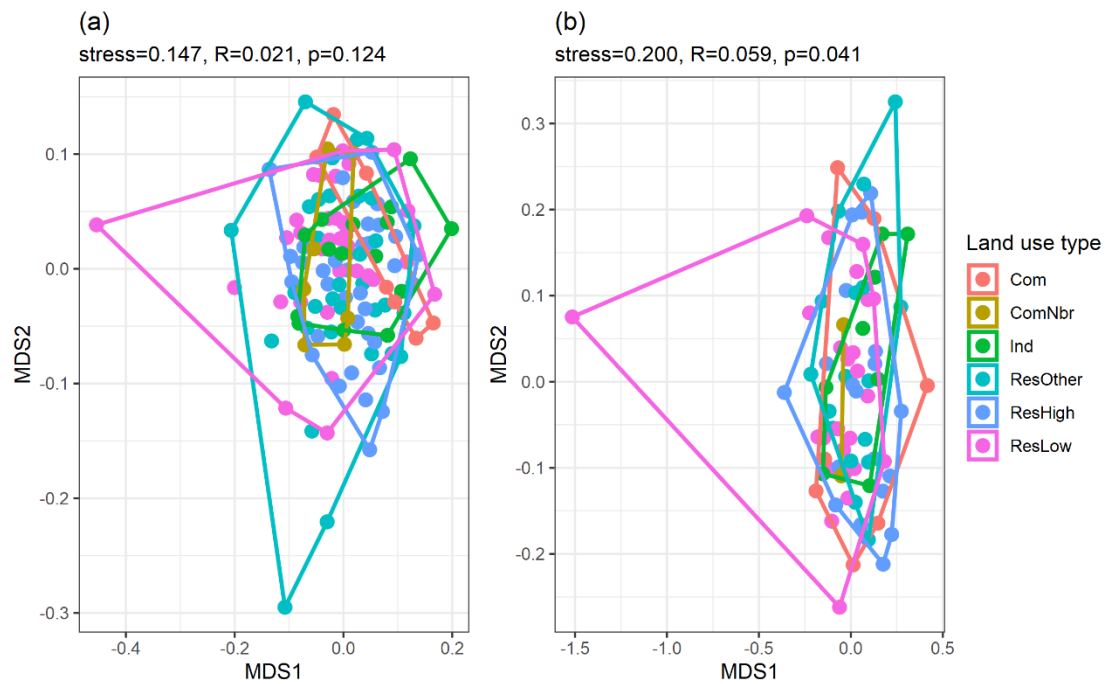 (a)
stress=0.147, R=0.021, p=0.124
MDS2
0.1
0.0
-0.1
-0.2
-0.3
-0.4
-0.2
0.0
0.2
MDS1
(b)
stress=0.200, R=0.059, p=0.041
MDS2
0.3
0.2
0.1
0.0
-0.1
-0.2
-1.5
-1.0
-0.5
0.0
0.5
MDS1
Land use type
Com
ComNbr
Ind
ResOther
ResHigh
ResLow